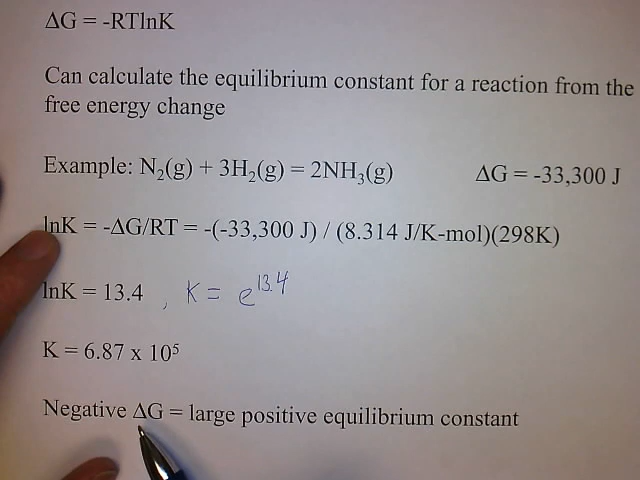 ΔG = -RTlnK
Can calculate the equilibrium constant for a reaction from the
free energy change
Example: N₂(g) + 3H₂(g) = 2NH₃(g) ΔG = -33,300 J
lnK = -ΔG/RT = -(-33,300 J) / (8.314 J/K-mol)(298K)
lnK = 13.4 , K = e^13.4
K = 6.87 x 10⁵
Negative ΔG = large positive equilibrium constant